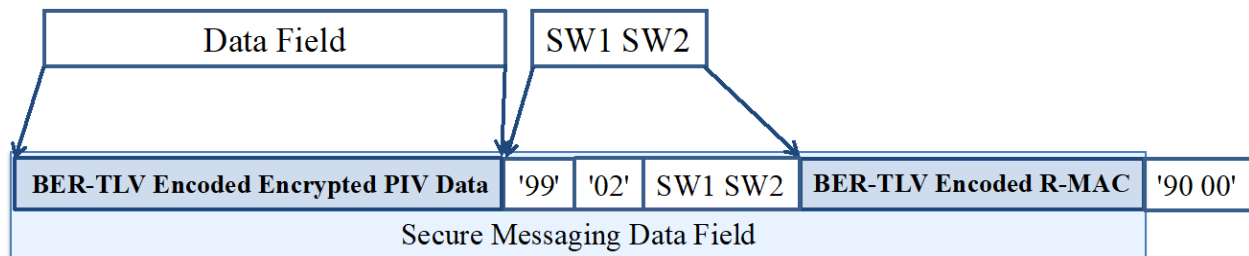 Data Field SW1 SW2
BER-TLV Encoded Encrypted PIV Data '99' '02' SW1 SW2 BER-TLV Encoded R-MAC '90 00'
Secure Messaging Data Field